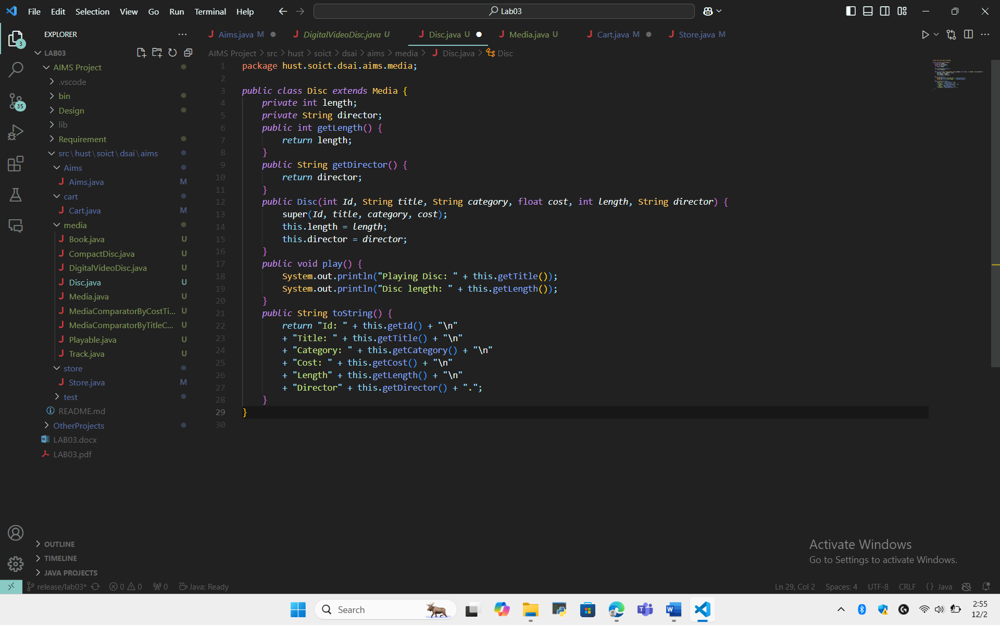 File Edit Selection View Go Run Terminal Help
Lab03
EXPLORER
LAB03
AIMS Project
.vscode
bin
Design
lib
Requirement
src\hust\soict\dsai\aims
Aims
Aims.java M
cart
Cart.java M
media
Book.java U
CompactDisc.java U
DigitalVideoDisc.java U
Disc.java U
Media.java U
MediaComparatorByCostTi... U
MediaComparatorByTitleC... U
Playable.java U
Track.java U
store
Store.java M
test
README.md
OtherProjects
LAB03.docx
LAB03.pdf
OUTLINE
TIMELINE
JAVA PROJECTS
3
35
Aims.java M DigitalVideoDisc.java U Disc.java U Media.java U Cart.java M Store.java M
AIMS Project > src > hust > soict > dsai > aims > media > Disc.java > Disc
1 package hust.soict.dsai.aims.media;
2
3 public class Disc extends Media {
4 private int length;
5 private String director;
6 public int getLength() {
7 return length;
8 }
9 public String getDirector() {
10 return director;
11 }
12 public Disc(int Id, String title, String category, float cost, int length, String director) {
13 super(Id, title, category, cost);
14 this.length = length;
15 this.director = director;
16 }
17 public void play() {
18 System.out.println("Playing Disc: " + this.getTitle());
19 System.out.println("Disc length: " + this.getLength());
20 }
21 public String toString() {
22 return "Id: " + this.getId() + "\n"
23 + "Title: " + this.getTitle() + "\n"
24 + "Category: " + this.getCategory() + "\n"
25 + "Cost: " + this.getCost() + "\n"
26 + "Length" + this.getLength() + "\n"
27 + "Director" + this.getDirector() + ".";
28 }
29 }
30
Activate Windows
Go to Settings to activate Windows.
release/lab03* 0 0 0 Java: Ready
Ln 29, Col 2 Spaces: 4 UTF-8 CRLF {} Java
Search
2:55
12/2